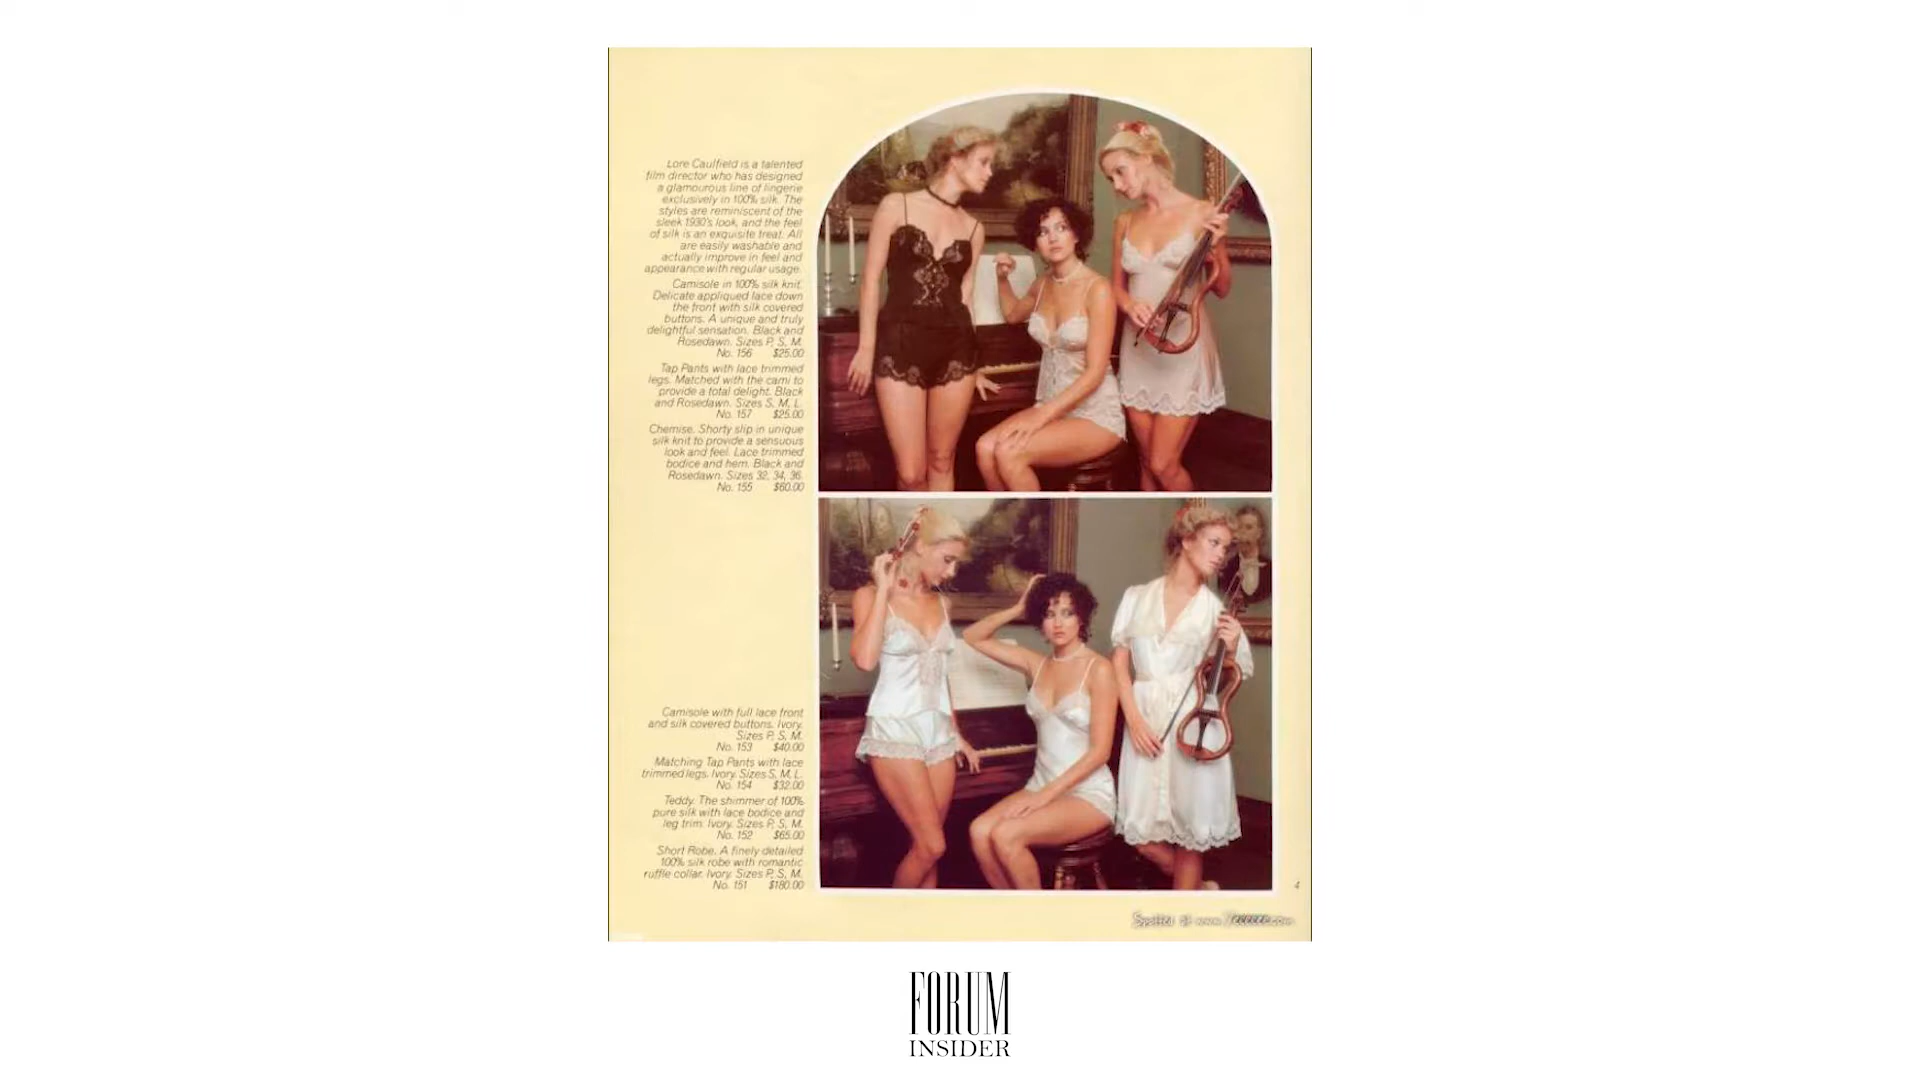 Lore Caulfield is a talented
film director who has designed
a glamourous line of lingerie
exclusively in 100% silk. The
styles are reminiscent of the
sleek 1930's look, and the feel
of silk is an exquisite treat. All
are easily washable and
actually improve in feel and
appearance with regular usage.
Camisole in 100% silk knit.
Delicate appliqued lace down
the front with silk covered
buttons. A unique and truly
delightful sensation. Black and
Rosedawn. Sizes P, S, M.
No. 156 $25.00
Tap Pants with lace trimmed
legs. Matched with the cami to
provide a total delight. Black
and Rosedawn. Sizes S, M, L.
No. 157 $25.00
Chemise. Shorty slip in unique
silk knit to provide a sensuous
look and feel. Lace trimmed
bodice and hem. Black and
Rosedawn. Sizes 32, 34, 36.
No. 155 $60.00
Camisole with full lace front
and silk covered buttons. Ivory.
Sizes P, S, M.
No. 153 $40.00
Matching Tap Pants with lace
trimmed legs. Ivory. Sizes S, M, L.
No. 154 $32.00
Teddy. The shimmer of 100%
pure silk with lace bodice and
leg trim. Ivory. Sizes P, S, M.
No. 152 $65.00
Short Robe. A finely detailed
100% silk robe with romantic
ruffle collar. Ivory. Sizes P, S, M.
No. 151 $180.00
4
FORUM
INSIDER